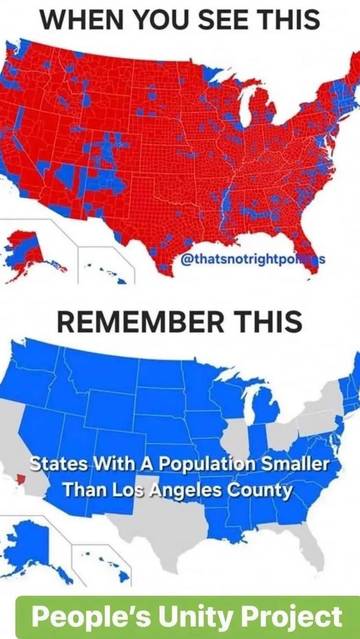 WHEN YOU SEE THIS
REMEMBER THIS
States With A Population Smaller
Than Los Angeles County
People's Unity Project